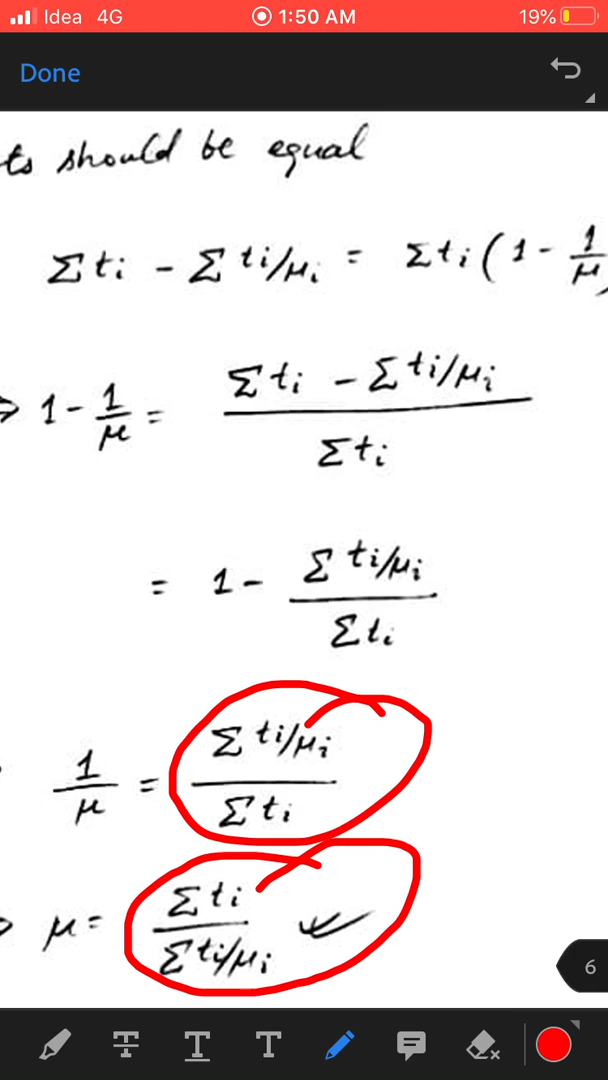 Idea 4G 1:50 AM 19%
Done
ts should be equal
Σti - Σti/μi = Σti(1 - 1/μ)
⇒ 1 - 1/μ = (Σti - Σti/μi)/Σti
= 1 - (Σti/μi)/Σti
1/μ = (Σti/μi)/Σti
⇒ μ = Σti/(Σti/μi)
6
T T T